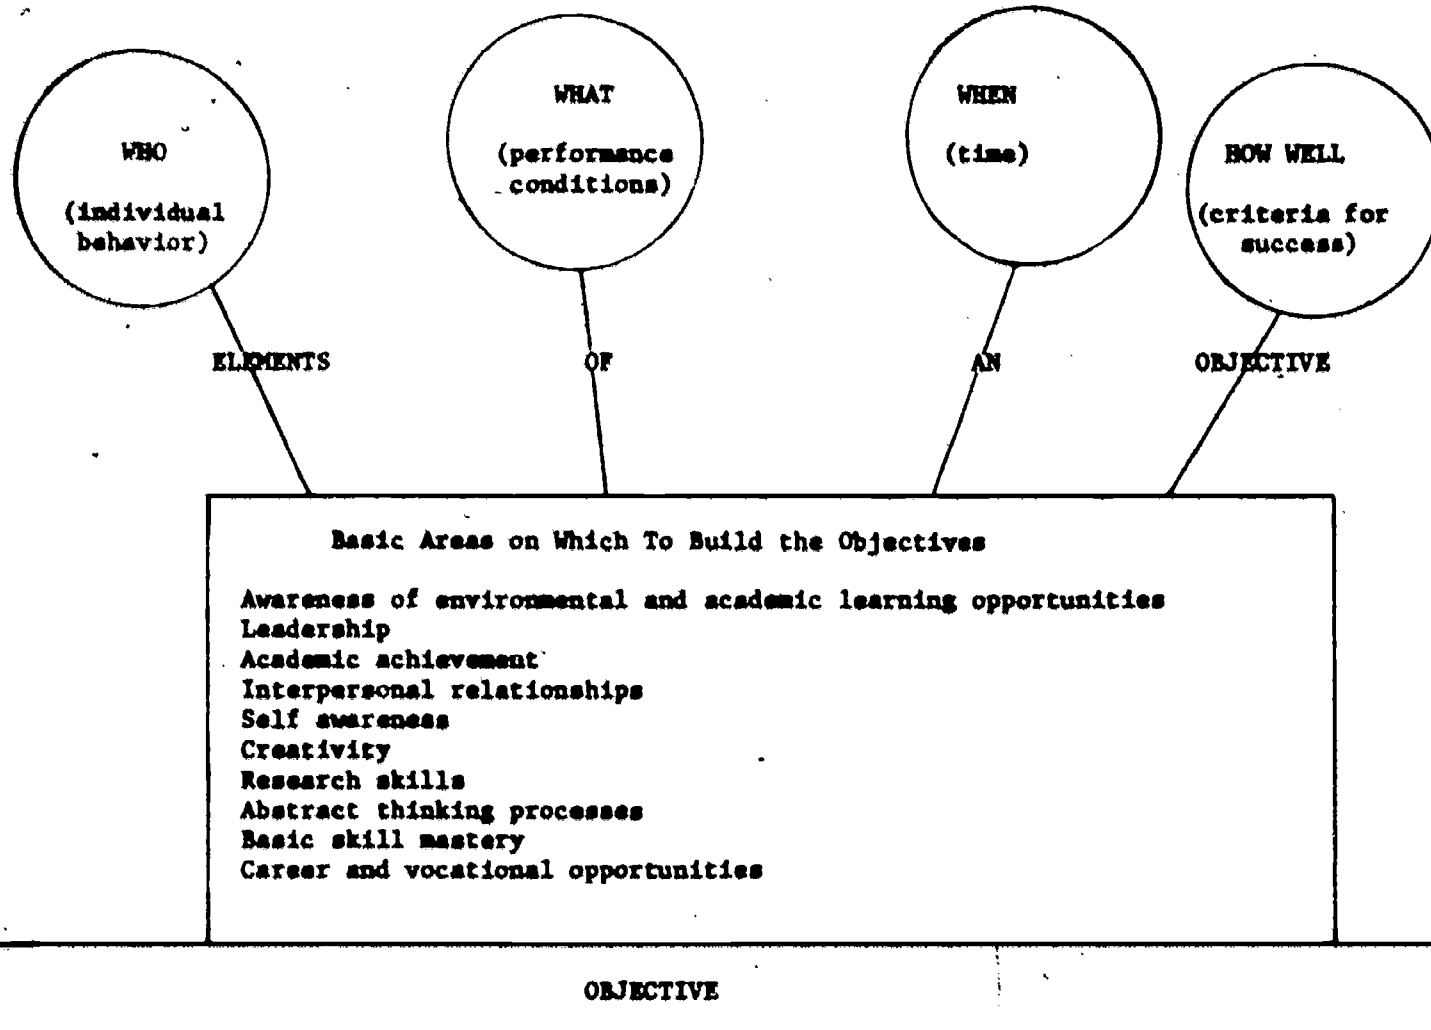 WHO
(individual
behavior)
WHAT
(performance
conditions)
WHEN
(time)
HOW WELL
(criteria for
success)
ELEMENTS OF AN OBJECTIVE
Basic Areas on Which To Build the Objectives
Awareness of environmental and academic learning opportunities
Leadership
Academic achievement
Interpersonal relationships
Self awareness
Creativity
Research skills
Abstract thinking processes
Basic skill mastery
Career and vocational opportunities
OBJECTIVE